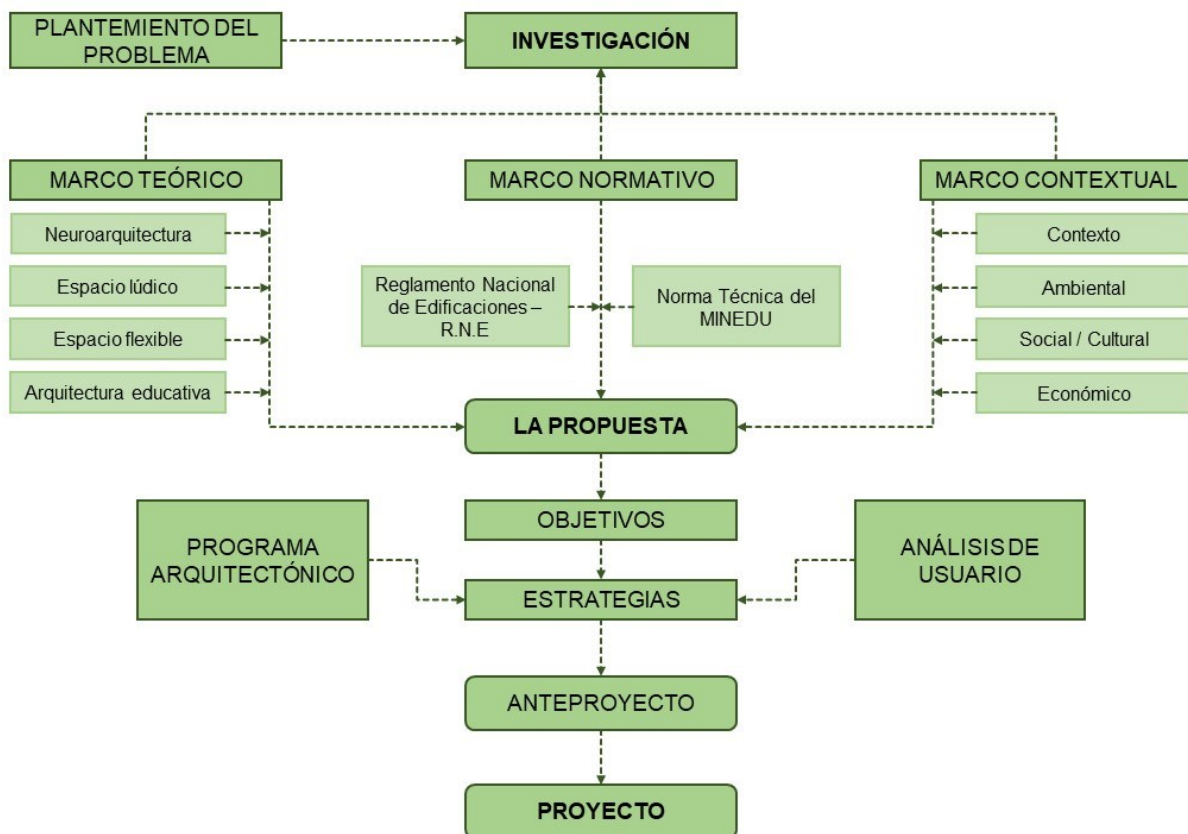 PLANTEMIENTO DEL
PROBLEMA
INVESTIGACIÓN
MARCO TEÓRICO
MARCO NORMATIVO
MARCO CONTEXTUAL
Neuroarquitectura
Espacio lúdico
Espacio flexible
Arquitectura educativa
Reglamento Nacional
de Edificaciones –
R.N.E
Norma Técnica del
MINEDU
Contexto
Ambiental
Social / Cultural
Económico
LA PROPUESTA
OBJETIVOS
PROGRAMA
ARQUITECTÓNICO
ESTRATEGIAS
ANÁLISIS DE
USUARIO
ANTEPROYECTO
PROYECTO